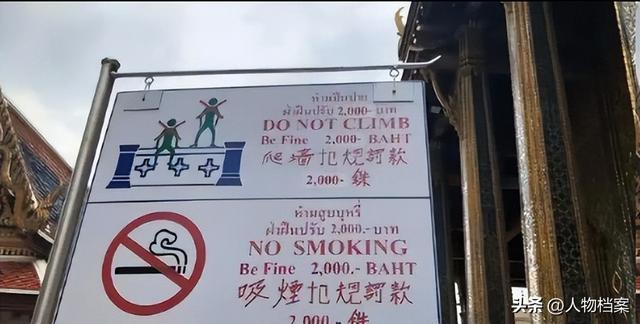 ห้ามปีนป่าย
ฝ่าฝืนปรับ 2,000.- บาท
DO NOT CLIMB
Be Fine 2,000.- BAHT
爬墙犯規罰款
2,000.- 銖
ห้ามสูบบุหรี่
ฝ่าฝืนปรับ 2,000.- บาท
NO SMOKING
Be Fine 2,000.- BAHT
吸煙犯規罰款
2,000.- 銖
头条 @人物档案